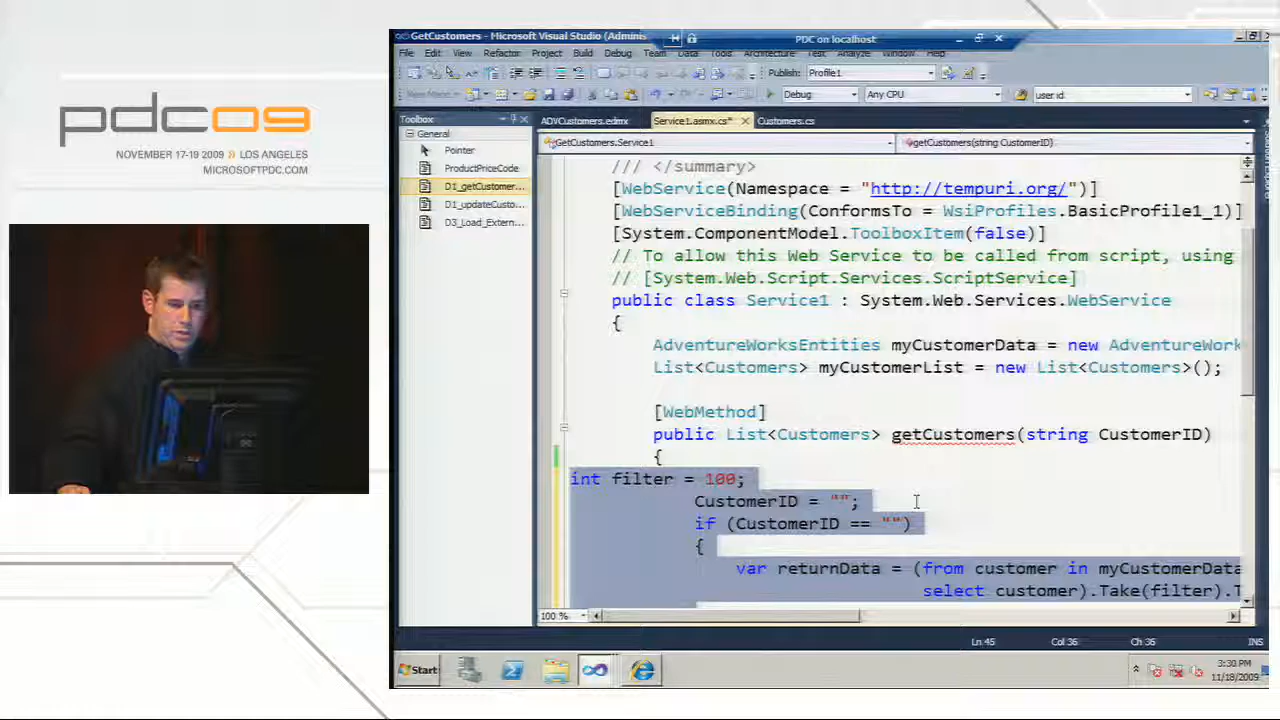 pdc09
NOVEMBER 17-19 2009 » LOS ANGELES
MICROSOFTPDC.COM
GetCustomers - Microsoft Visual Studio (Adminis
PDC on localhost
File Edit View Refactor Project Build Debug Team Data Tools Architecture Test Analyze Window Help
Publish: Profile1
Debug Any CPU user id
Toolbox
ADVCustomers.edmx Service1.asmx.cs* Customers.cs
General
GetCustomers.Service1 getCustomers(string CustomerID)
Pointer
ProductPriceCode
D1_getCustomer...
D1_updateCusto...
D3_Load_Extern...
/// </summary>
[WebService(Namespace = "http://tempuri.org/")]
[WebServiceBinding(ConformsTo = WsiProfiles.BasicProfile1_1)]
[System.ComponentModel.ToolboxItem(false)]
// To allow this Web Service to be called from script, using
// [System.Web.Script.Services.ScriptService]
public class Service1 : System.Web.Services.WebService
{
AdventureWorksEntities myCustomerData = new AdventureWork
List<Customers> myCustomerList = new List<Customers>();
[WebMethod]
public List<Customers> getCustomers(string CustomerID)
{
int filter = 100;
CustomerID = "";
if (CustomerID == "")
{
var returnData = (from customer in myCustomerData
select customer).Take(filter).T
100 %
Ln 45 Col 36 Ch 36 INS
Start
3:30 PM
11/18/2009